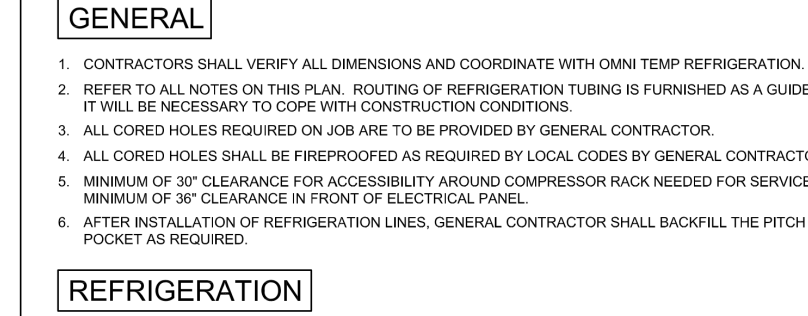 GENERAL
1. CONTRACTORS SHALL VERIFY ALL DIMENSIONS AND COORDINATE WITH OMNI TEMP REFRIGERATION.
2. REFER TO ALL NOTES ON THIS PLAN. ROUTING OF REFRIGERATION TUBING IS FURNISHED AS A GUIDE
IT WILL BE NECESSARY TO COPE WITH CONSTRUCTION CONDITIONS.
3. ALL CORED HOLES REQUIRED ON JOB ARE TO BE PROVIDED BY GENERAL CONTRACTOR.
4. ALL CORED HOLES SHALL BE FIREPROOFED AS REQUIRED BY LOCAL CODES BY GENERAL CONTRACTO
5. MINIMUM OF 30" CLEARANCE FOR ACCESSIBILITY AROUND COMPRESSOR RACK NEEDED FOR SERVICE
MINIMUM OF 36" CLEARANCE IN FRONT OF ELECTRICAL PANEL.
6. AFTER INSTALLATION OF REFRIGERATION LINES, GENERAL CONTRACTOR SHALL BACKFILL THE PITCH
POCKET AS REQUIRED.
REFRIGERATION